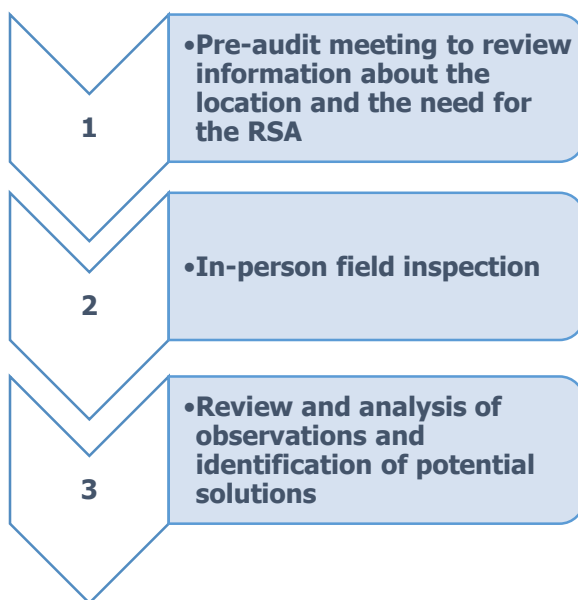 1
•Pre-audit meeting to review
information about the
location and the need for
the RSA
2
•In-person field inspection
3
•Review and analysis of
observations and
identification of potential
solutions